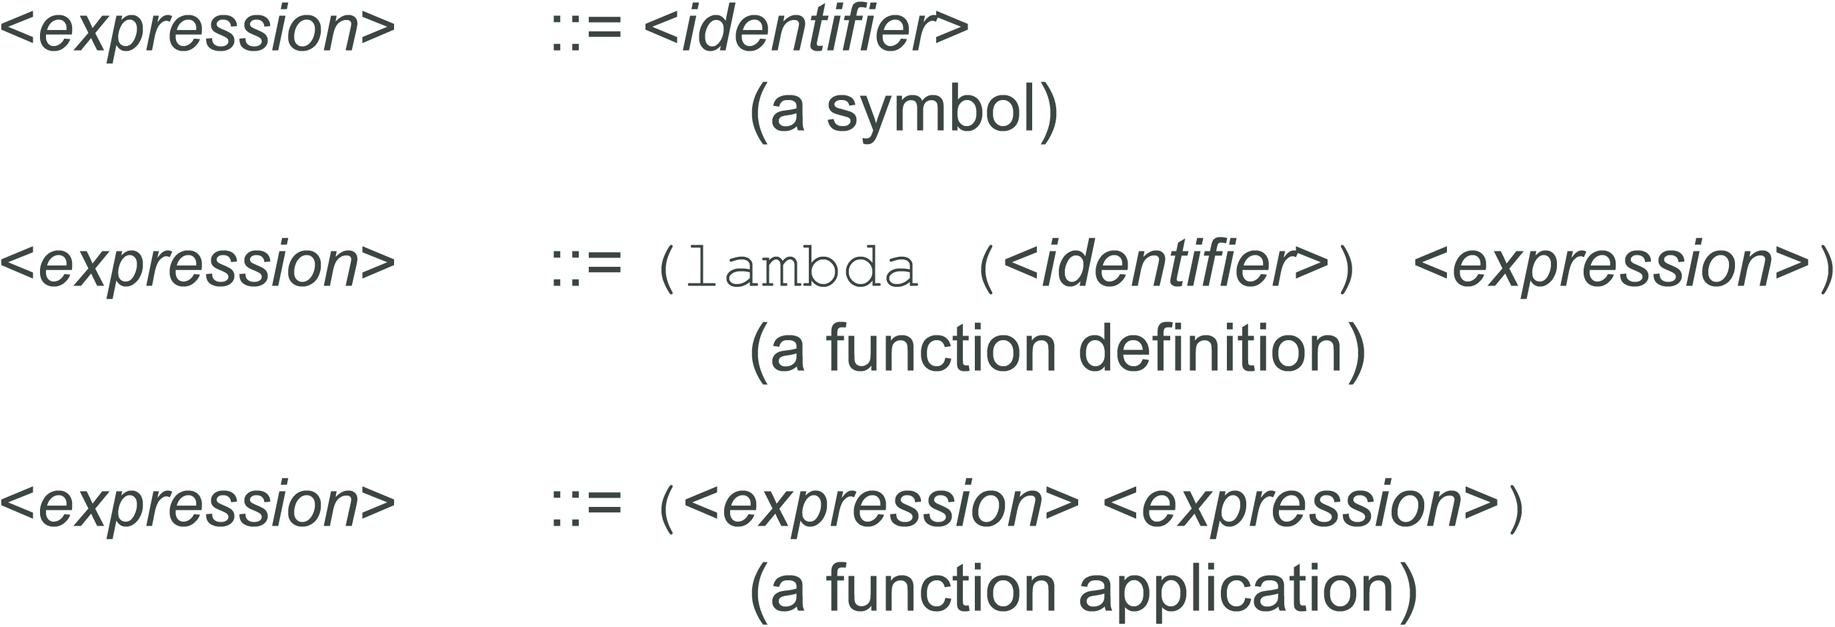 <expression> ::= <identifier>
(a symbol)
<expression> ::= (lambda (<identifier>) <expression>)
(a function definition)
<expression> ::= (<expression> <expression>)
(a function application)